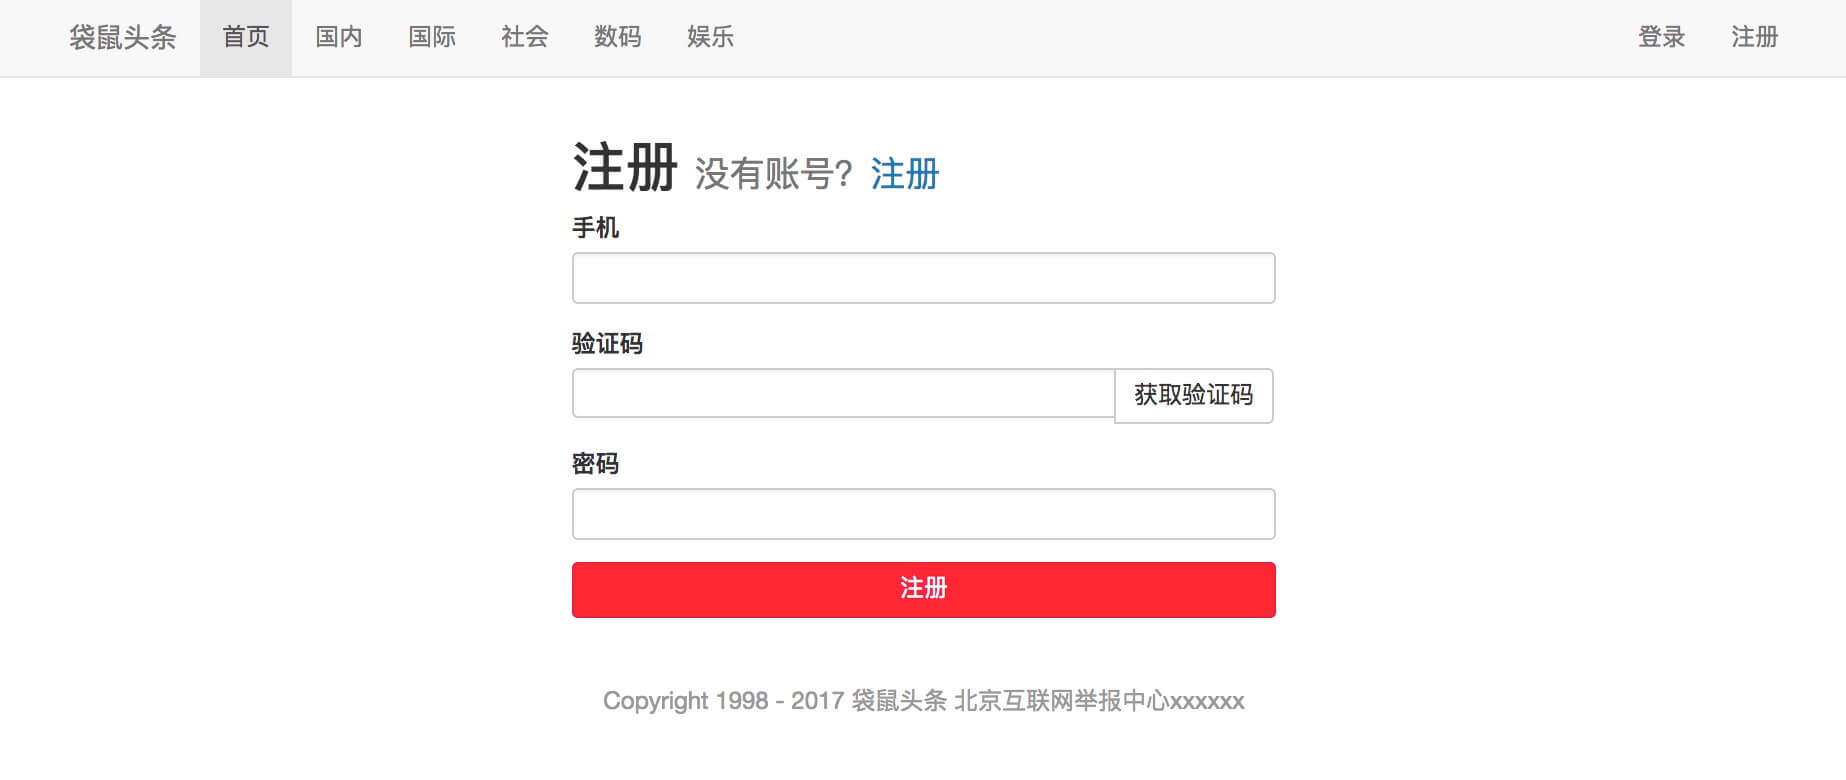 袋鼠头条 首页 国内 国际 社会 数码 娱乐 登录 注册
注册 没有账号? 注册
手机
验证码
获取验证码
密码
注册
Copyright 1998 - 2017 袋鼠头条 北京互联网举报中心xxxxxx